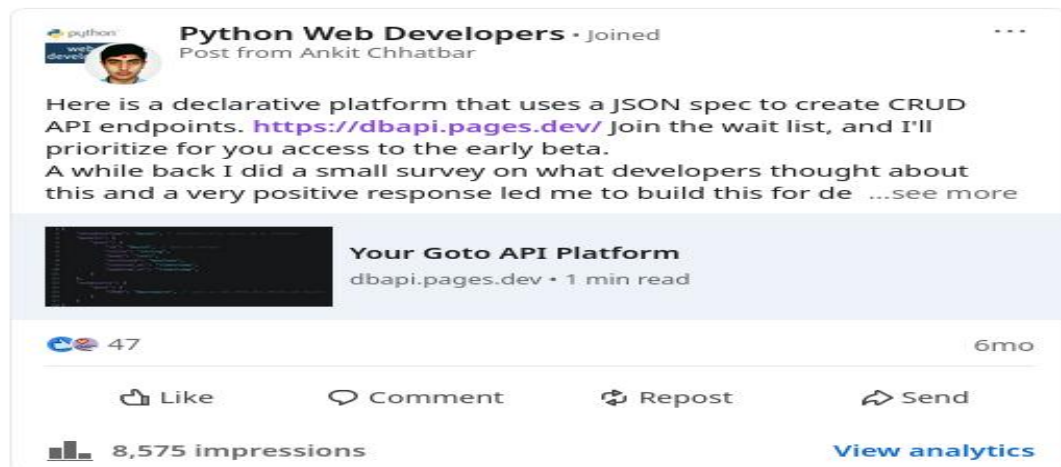 python
web
devel
Python Web Developers • Joined
...
Post from Ankit Chhatbar
Here is a declarative platform that uses a JSON spec to create CRUD
API endpoints. https://dbapi.pages.dev/ Join the wait list, and I'll
prioritize for you access to the early beta.
A while back I did a small survey on what developers thought about
this and a very positive response led me to build this for de ...see more
Your Goto API Platform
dbapi.pages.dev • 1 min read
47
6mo
Like Comment Repost Send
8,575 impressions
View analytics